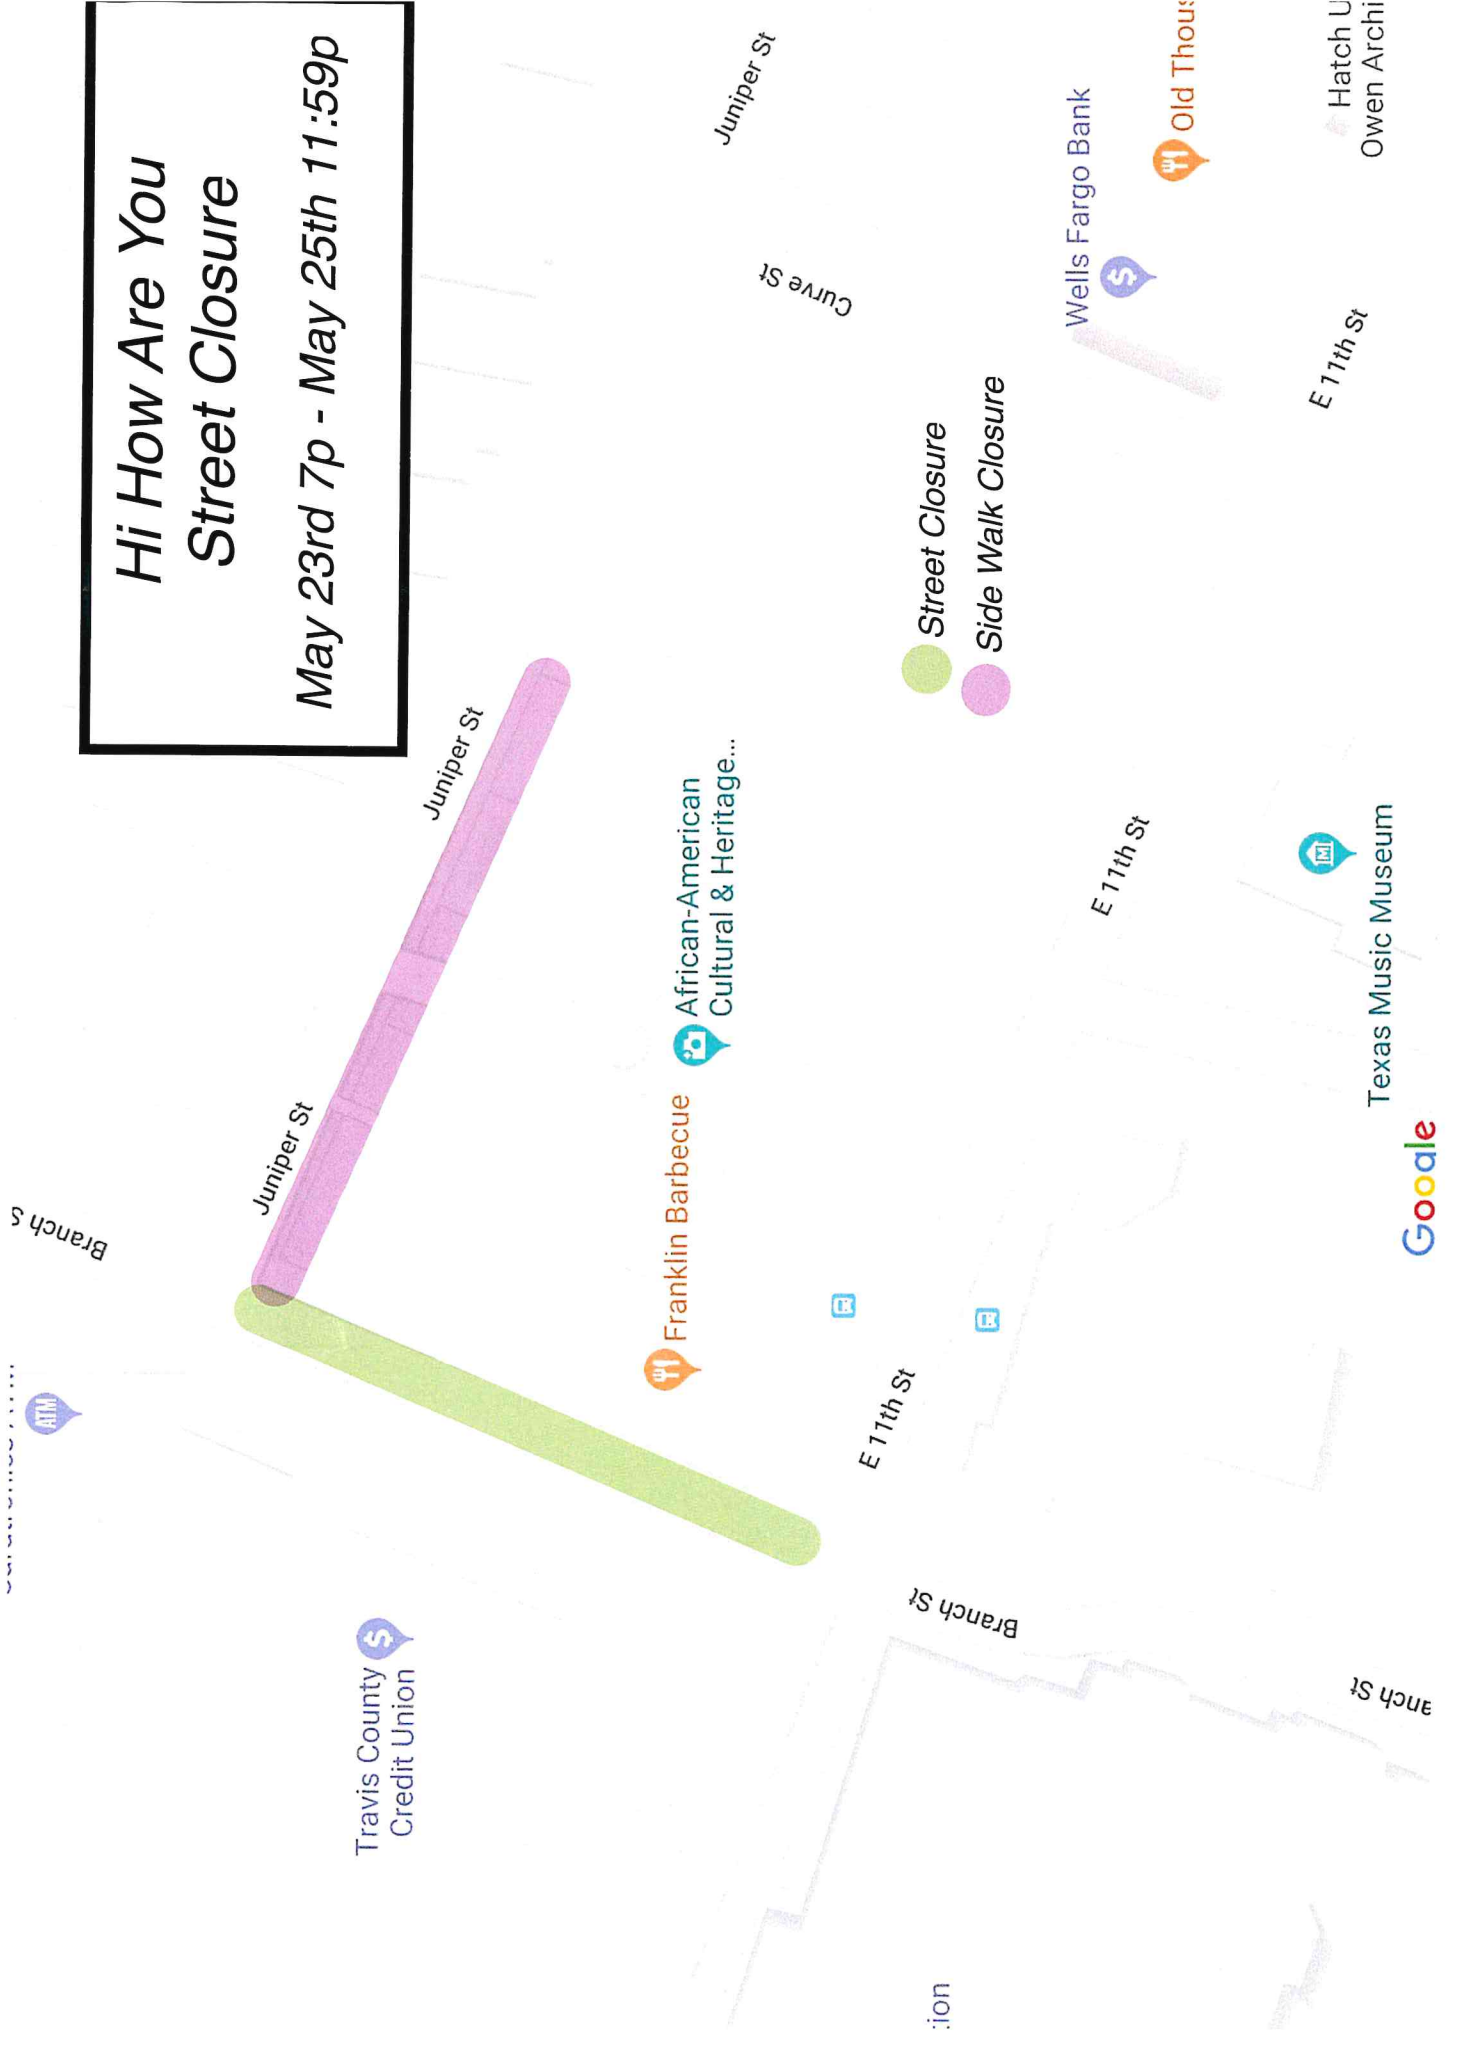 Hi How Are You
Street Closure
May 23rd 7p - May 25th 11:59p
ATM
Branch S
Juniper St
Juniper St
Juniper St
Travis County
Credit Union
Curve St
Franklin Barbecue
African-American
Cultural & Heritage...
Street Closure
Side Walk Closure
Wells Fargo Bank
Old Thous
E 11th St
E 11th St
E 11th St
Branch St
anch St
Hatch U
Owen Archi
Texas Music Museum
Google